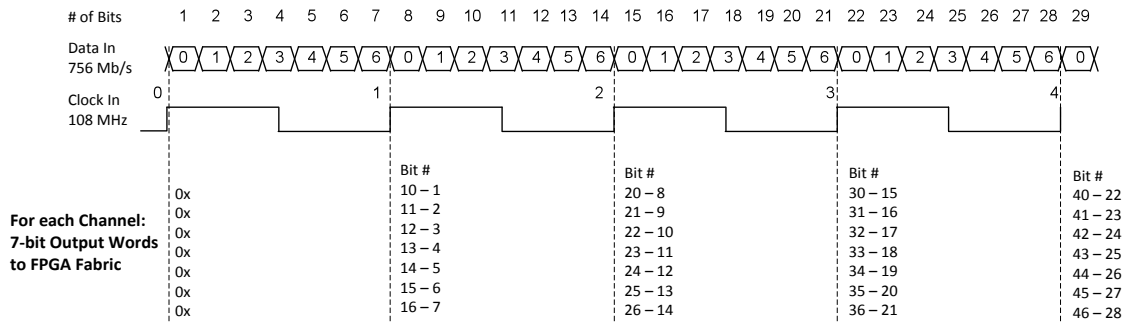 # of Bits 1 2 3 4 5 6 7 8 9 10 11 12 13 14 15 16 17 18 19 20 21 22 23 24 25 26 27 28 29
Data In
756 Mb/s
0 1 2 3 4 5 6 0 1 2 3 4 5 6 0 1 2 3 4 5 6 0 1 2 3 4 5 6 0
0 1 2 3 4
Clock In
108 MHz
For each Channel:
7-bit Output Words
to FPGA Fabric
0x
0x
0x
0x
0x
0x
0x
Bit #
10 – 1
11 – 2
12 – 3
13 – 4
14 – 5
15 – 6
16 – 7
Bit #
20 – 8
21 – 9
22 – 10
23 – 11
24 – 12
25 – 13
26 – 14
Bit #
30 – 15
31 – 16
32 – 17
33 – 18
34 – 19
35 – 20
36 – 21
Bit #
40 – 22
41 – 23
42 – 24
43 – 25
44 – 26
45 – 27
46 – 28